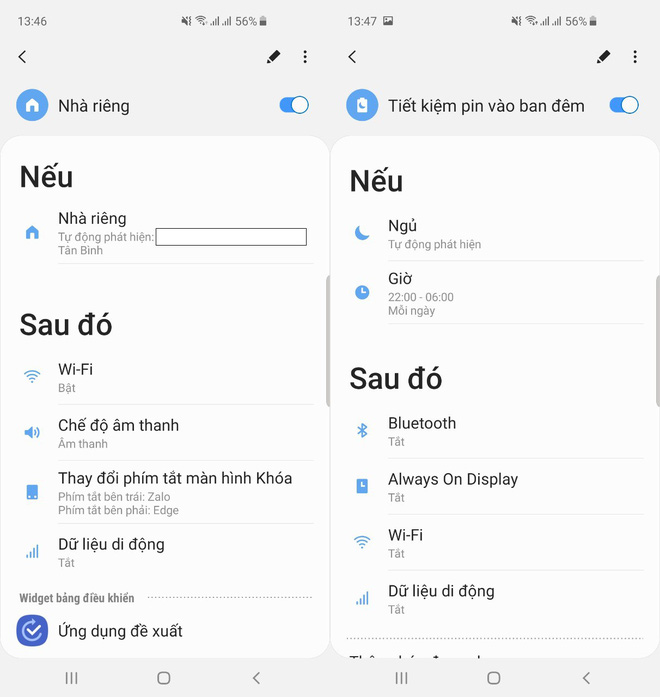 13:46
56%
Nhà riêng
Nếu
Nhà riêng
Tự động phát hiện:
Tân Bình
Sau đó
Wi-Fi
Bật
Chế độ âm thanh
Âm thanh
Thay đổi phím tắt màn hình Khóa
Phím tắt bên trái: Zalo
Phím tắt bên phải: Edge
Dữ liệu di động
Tắt
Widget bảng điều khiển
Ứng dụng đề xuất
13:47
56%
Tiết kiệm pin vào ban đêm
Nếu
Ngủ
Tự động phát hiện
Giờ
22:00 - 06:00
Mỗi ngày
Sau đó
Bluetooth
Tắt
Always On Display
Tắt
Wi-Fi
Tắt
Dữ liệu di động
Tắt